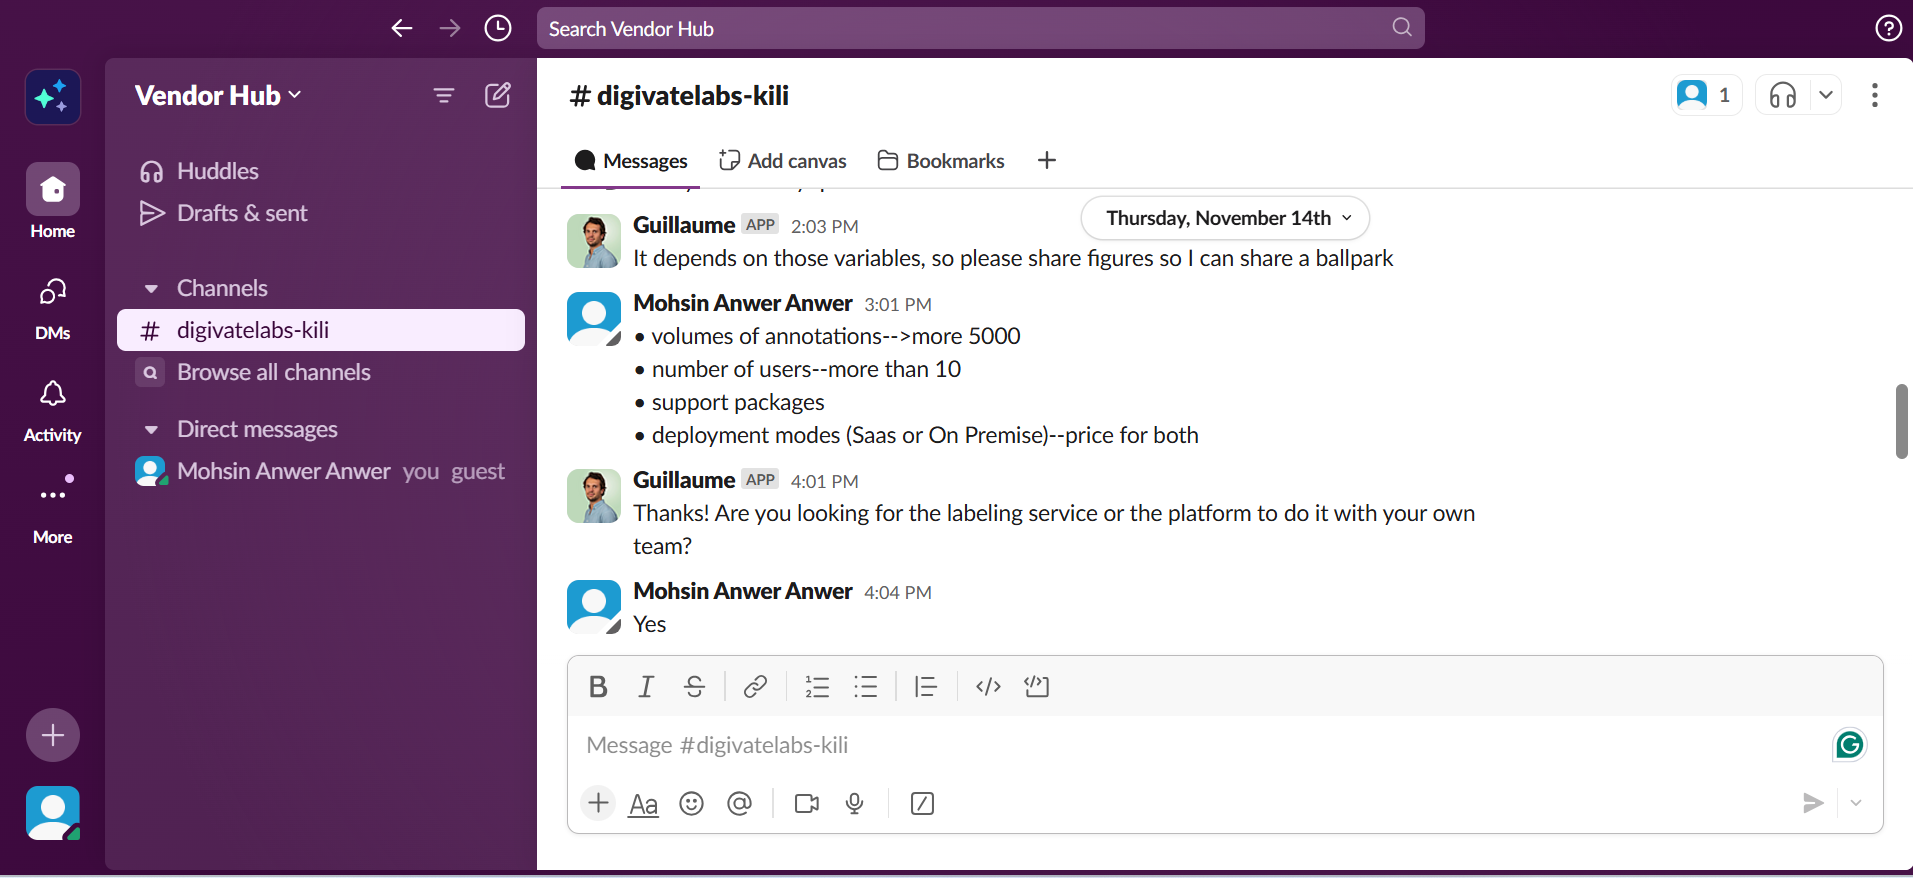 Search Vendor Hub
Vendor Hub
Huddles
Drafts & sent
Channels
# digivatelabs-kili
Browse all channels
Direct messages
Mohsin Anwer Anwer you guest
Home
DMs
Activity
More
# digivatelabs-kili
1
Messages
Add canvas
Bookmarks
Thursday, November 14th
Guillaume APP 2:03 PM
It depends on those variables, so please share figures so I can share a ballpark
Mohsin Anwer Anwer 3:01 PM
• volumes of annotations-->more 5000
• number of users--more than 10
• support packages
• deployment modes (Saas or On Premise)--price for both
Guillaume APP 4:01 PM
Thanks! Are you looking for the labeling service or the platform to do it with your own
team?
Mohsin Anwer Anwer 4:04 PM
Yes
Message #digivatelabs-kili
Aa